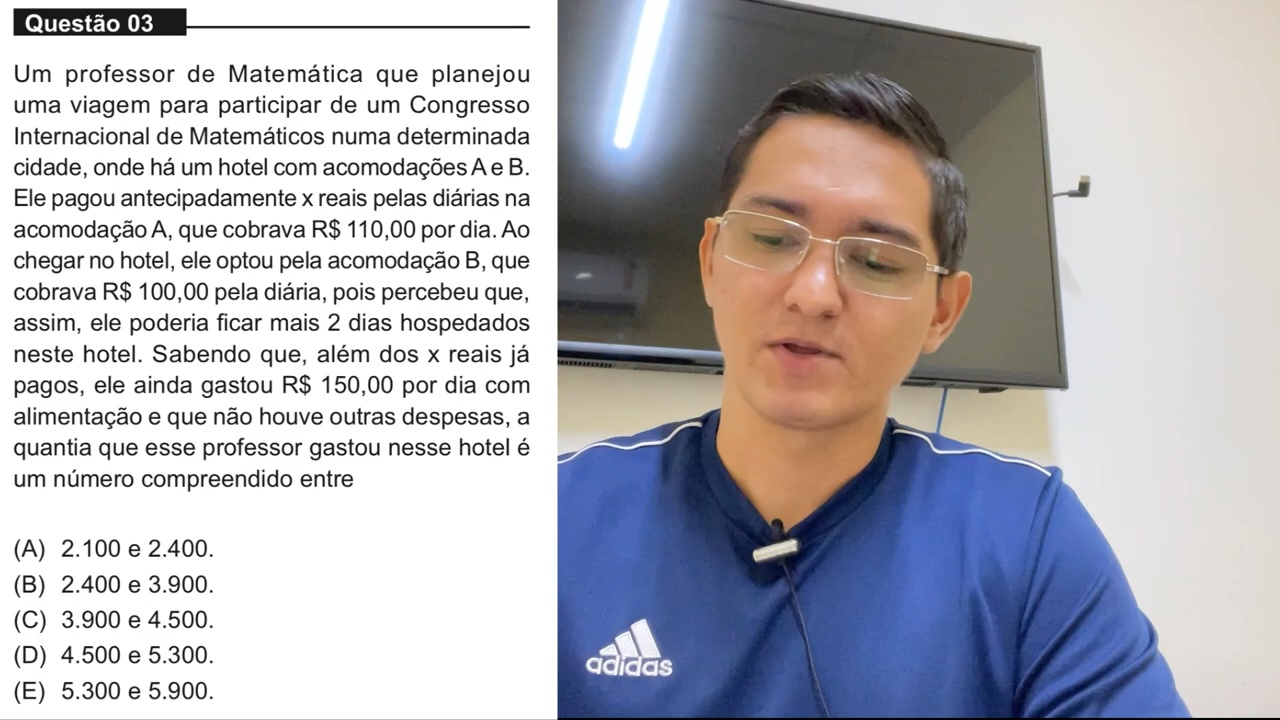 Questão 03
Um professor de Matemática que planejou
uma viagem para participar de um Congresso
Internacional de Matemáticos numa determinada
cidade, onde há um hotel com acomodações A e B.
Ele pagou antecipadamente x reais pelas diárias na
acomodação A, que cobrava R$ 110,00 por dia. Ao
chegar no hotel, ele optou pela acomodação B, que
cobrava R$ 100,00 pela diária, pois percebeu que,
assim, ele poderia ficar mais 2 dias hospedados
neste hotel. Sabendo que, além dos x reais já
pagos, ele ainda gastou R$ 150,00 por dia com
alimentação e que não houve outras despesas, a
quantia que esse professor gastou nesse hotel é
um número compreendido entre
(A) 2.100 e 2.400.
(B) 2.400 e 3.900.
(C) 3.900 e 4.500.
(D) 4.500 e 5.300.
(E) 5.300 e 5.900.
adidas